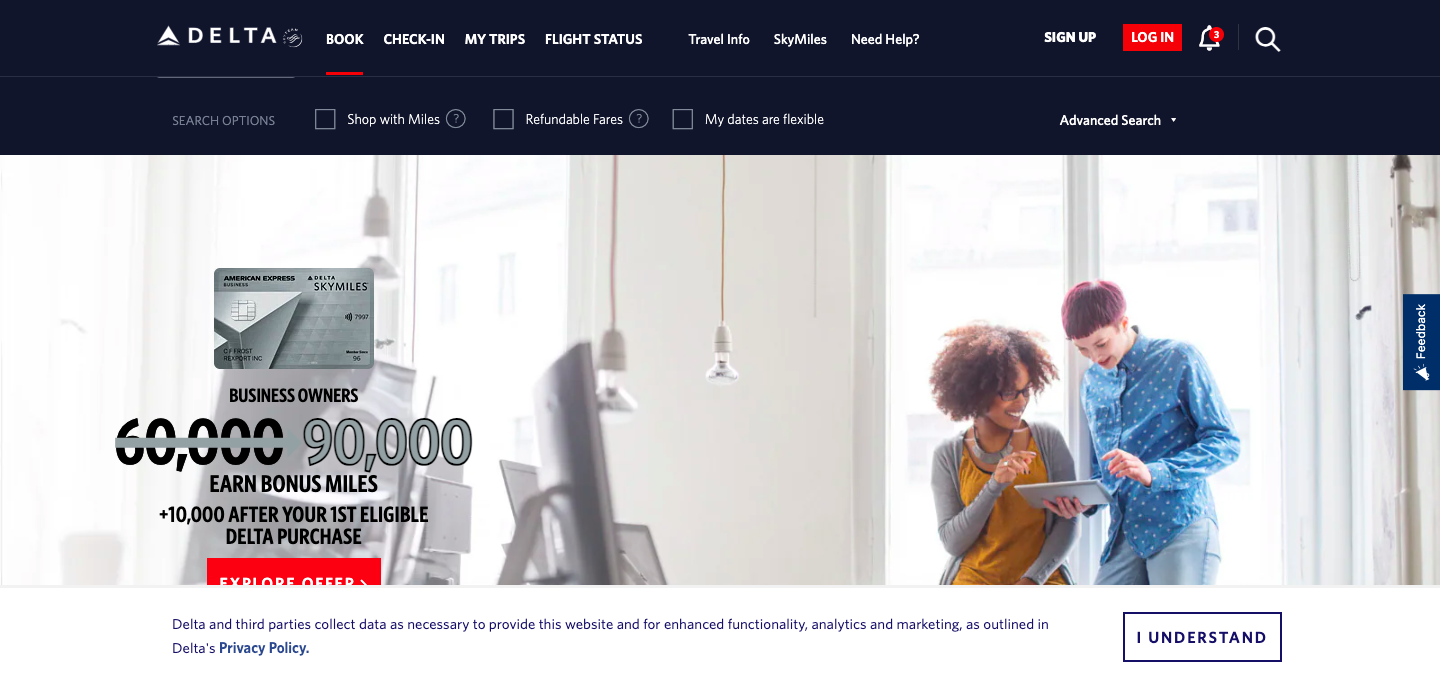 DELTA
BOOK
CHECK-IN
MY TRIPS
FLIGHT STATUS
Travel Info
SkyMiles
Need Help?
SIGN UP
LOG IN
3
SEARCH OPTIONS
Shop with Miles ?
Refundable Fares ?
My dates are flexible
Advanced Search
AMERICAN EXPRESS
BUSINESS
DELTA
SKYMILES
7997
C F FROST
REXPORT INC
Member Since
96
BUSINESS OWNERS
60,000 90,000
EARN BONUS MILES
+10,000 AFTER YOUR 1ST ELIGIBLE
DELTA PURCHASE
EXPLORE OFFER
Feedback
Delta and third parties collect data as necessary to provide this website and for enhanced functionality, analytics and marketing, as outlined in
Delta's Privacy Policy.
I UNDERSTAND